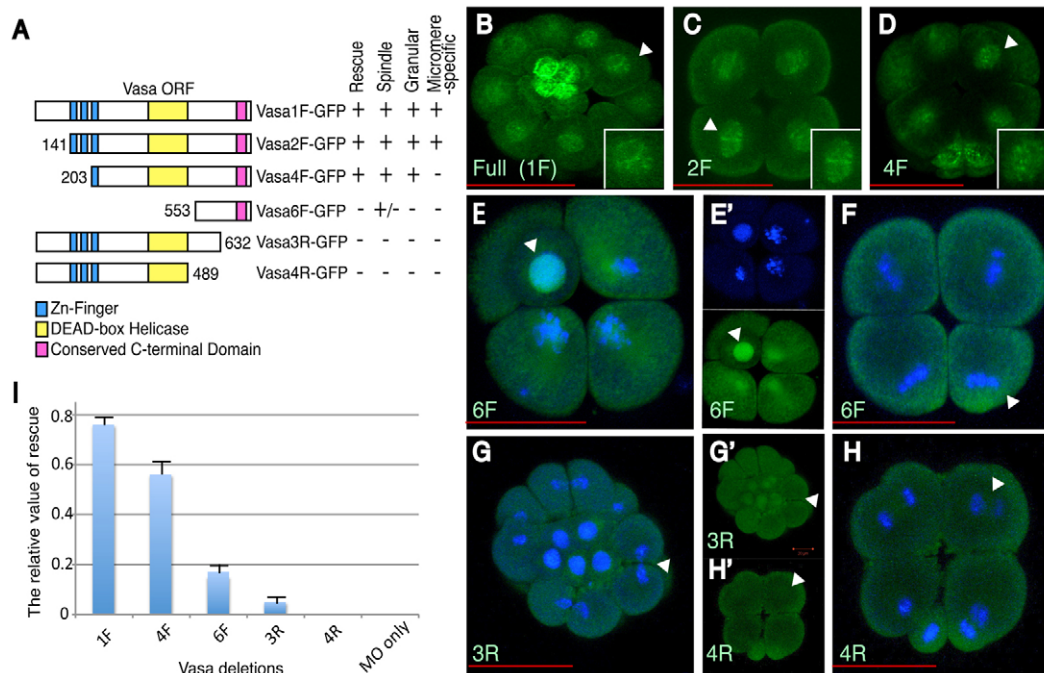 A
Vasa ORF
Rescue
Spindle
Granular
Micromere
-specific
Vasa1F-GFP + + + +
141 Vasa2F-GFP + + + +
203 Vasa4F-GFP + + + -
553 Vasa6F-GFP - +/- - -
632 Vasa3R-GFP - - - -
489 Vasa4R-GFP - - - -
Zn-Finger
DEAD-box Helicase
Conserved C-terminal Domain
B
Full (1F)
C
2F
D
4F
E
6F
E'
6F
F
6F
G
3R
G'
3R
H'
4R
H
4R
I
The relative value of rescue
0.8
0.6
0.4
0.2
0
1F
4F
6F
3R
4R
MO only
Vasa deletions